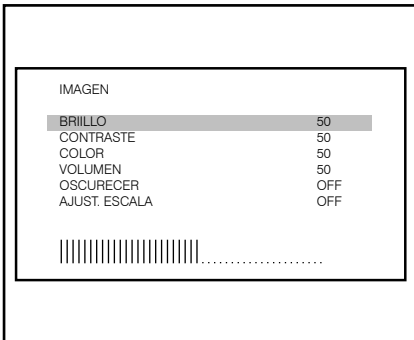 IMAGEN
BRIILLO 50
CONTRASTE 50
COLOR 50
VOLUMEN 50
OSCURECER OFF
AJUST. ESCALA OFF